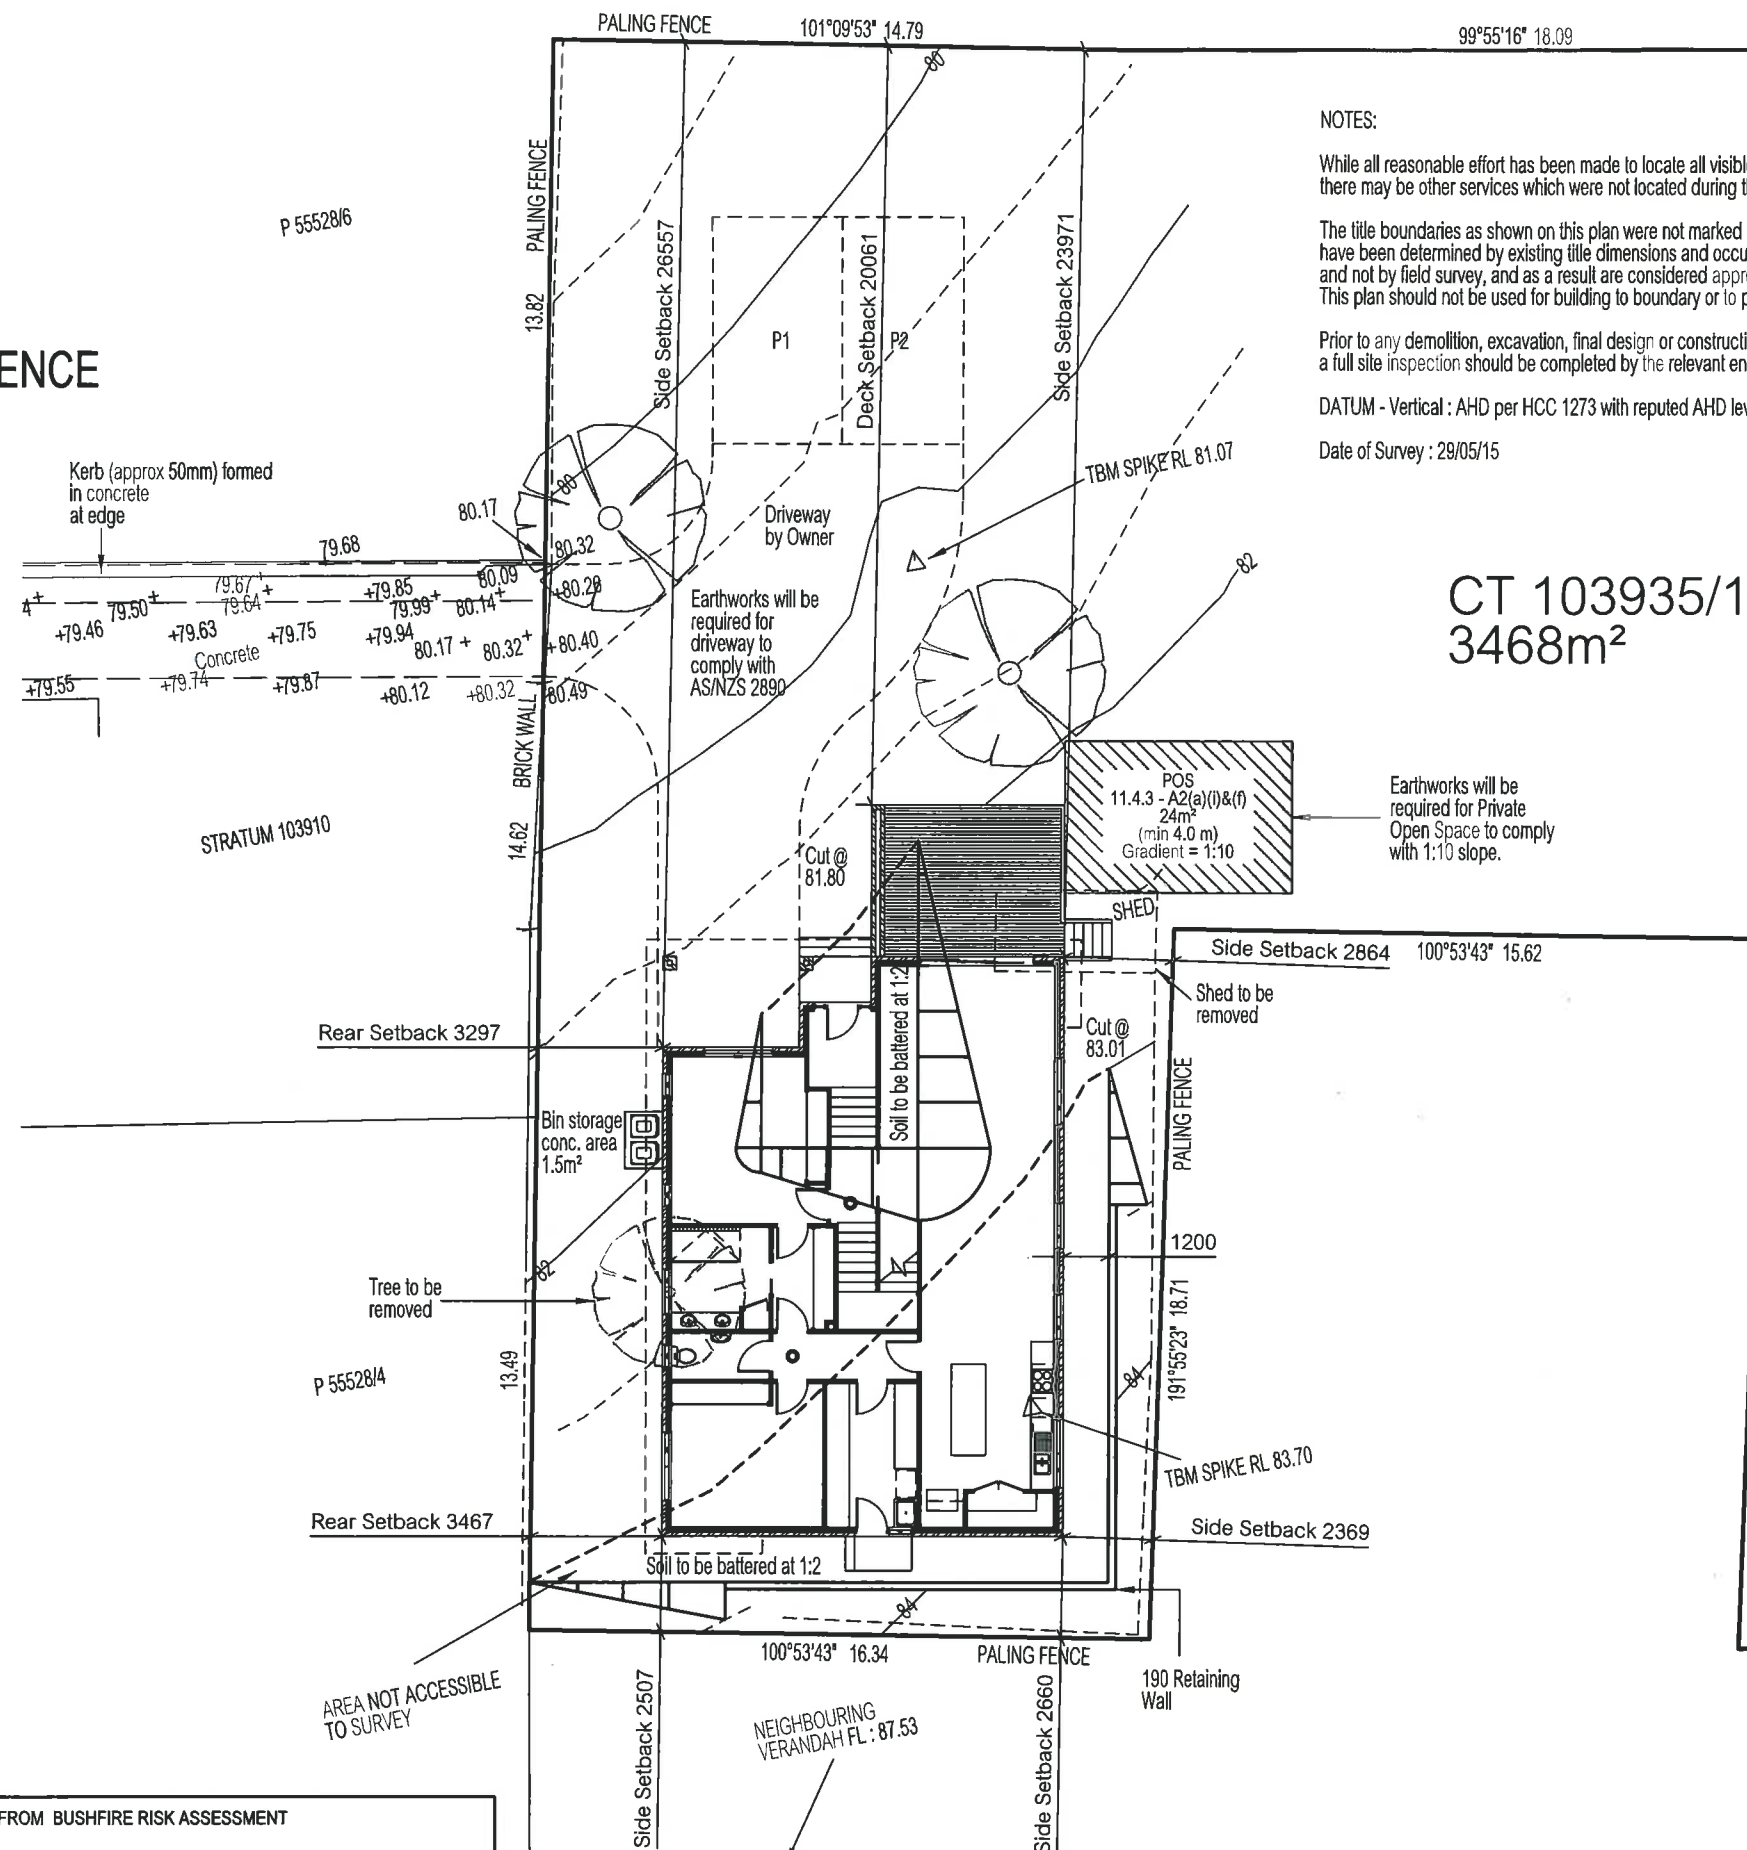 PALING FENCE
101°09'53" 14.79
99°55'16" 18.09
80
NOTES:
While all reasonable effort has been made to locate all
there may be other services which were not located during
The title boundaries as shown on this plan were not marked
have been determined by existing title dimensions and
and not by field survey, and as a result are considered
This plan should not be used for building to boundary or to
Prior to any demolition, excavation, final design or
a full site inspection should be completed by the relevant
DATUM - Vertical : AHD per HCC 1273 with reputed AHD
Date of Survey : 29/05/15
PALING FENCE
13.82
P 55528/6
Side Setback 26557
Deck Setback 20061
Side Setback 23971
P1
P2
ENCE
Kerb (approx 50mm) formed
in concrete
at edge
80.17
80
TBM SPIKE RL 81.07
Driveway
by Owner
79.68
80.32
82
79.67
+79.85
80.09
+80.28
4
79.50
79.64
79.99
80.14
+79.46
+79.63
+79.75
+79.94
80.17
80.32
+80.40
Concrete
+79.55
+79.74
+79.87
+80.12
+80.32
80.49
Earthworks will be
required for
driveway to
comply with
AS/NZS 2890
CT 103935/1
3468m²
BRICK WALL
14.62
STRATUM 103910
POS
11.4.3 - A2(a)(i)&(f)
24m²
(min 4.0 m)
Gradient = 1:10
Earthworks will be
required for Private
Open Space to comply
with 1:10 slope.
Cut @
81.80
SHED
Side Setback 2864
100°53'43" 15.62
Shed to be
removed
Soil to be battered at 1:2
Cut @
83.01
Rear Setback 3297
PALING FENCE
Bin storage
conc. area
1.5m²
1200
82
Tree to be
removed
191°55'23" 18.71
13.49
P 55528/4
84
TBM SPIKE RL 83.70
Rear Setback 3467
Side Setback 2369
Soil to be battered at 1:2
84
100°53'43" 16.34
PALING FENCE
AREA NOT ACCESSIBLE
TO SURVEY
190 Retaining
Wall
Side Setback 2507
NEIGHBOURING
VERANDAH FL : 87.53
Side Setback 2660
FROM BUSHFIRE RISK ASSESSMENT